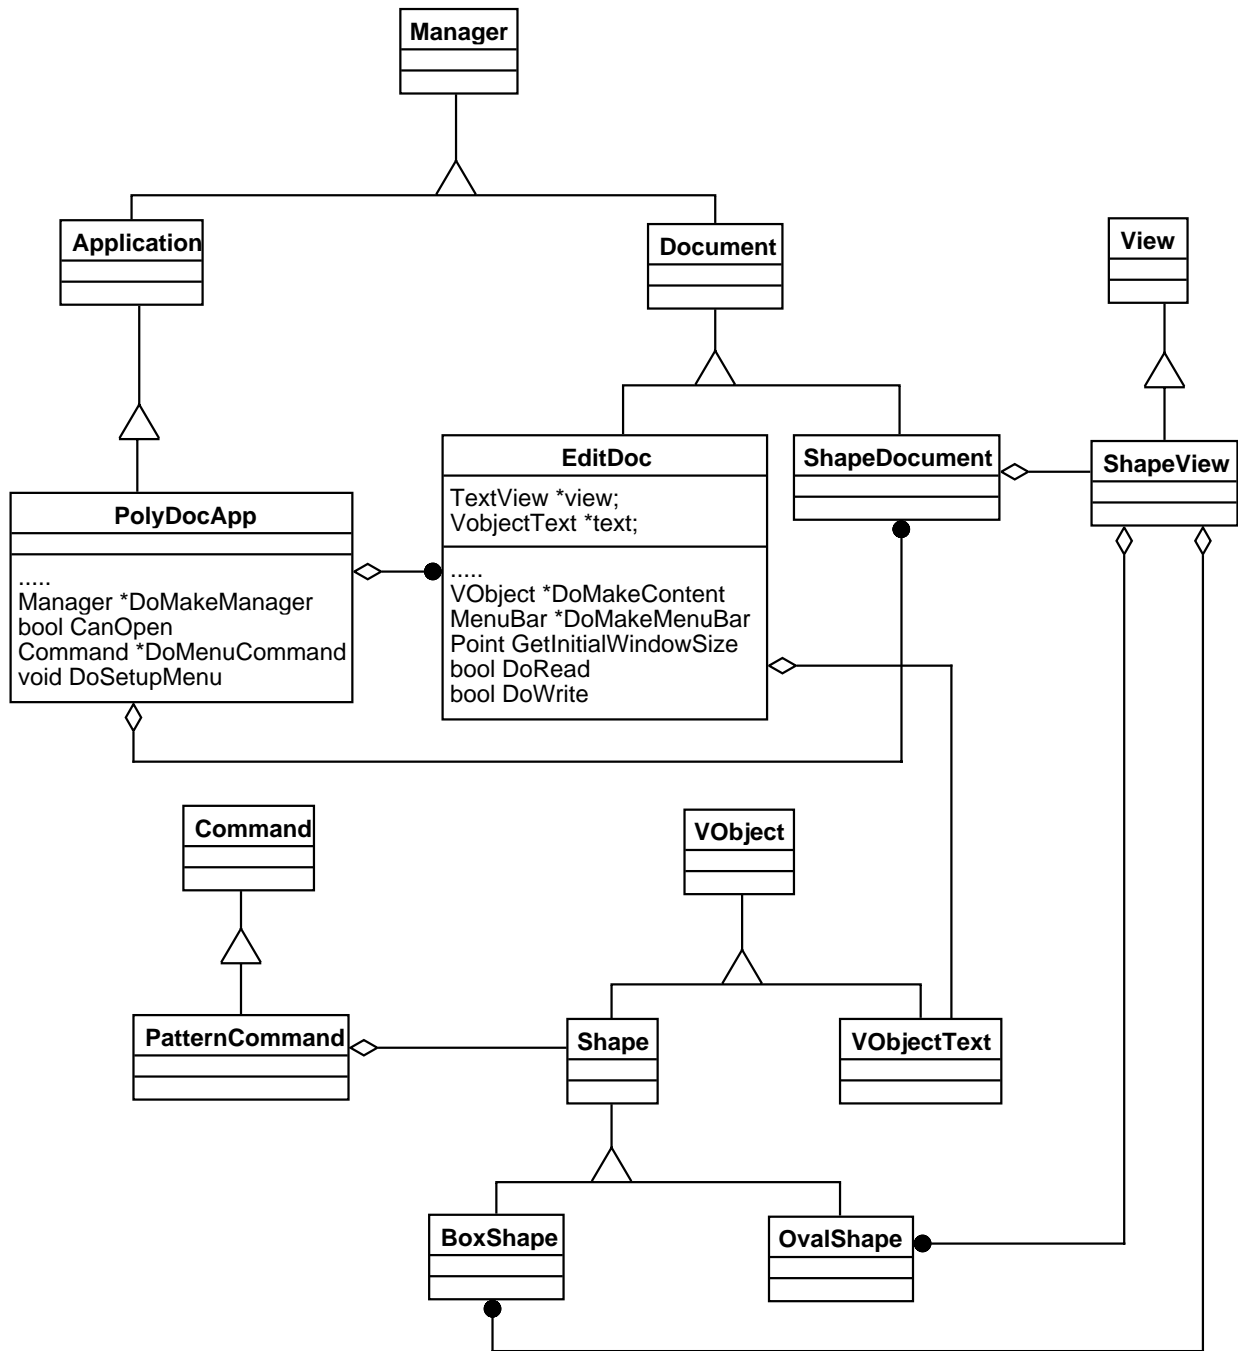 Manager
Application
Document
View
EditDoc
TextView *view;
VobjectText *text;
.....
VObject *DoMakeContent
MenuBar *DoMakeMenuBar
Point GetInitialWindowSize
bool DoRead
bool DoWrite
ShapeDocument
ShapeView
PolyDocApp
.....
Manager *DoMakeManager
bool CanOpen
Command *DoMenuCommand
void DoSetupMenu
Command
VObject
PatternCommand
Shape
VObjectText
BoxShape
OvalShape